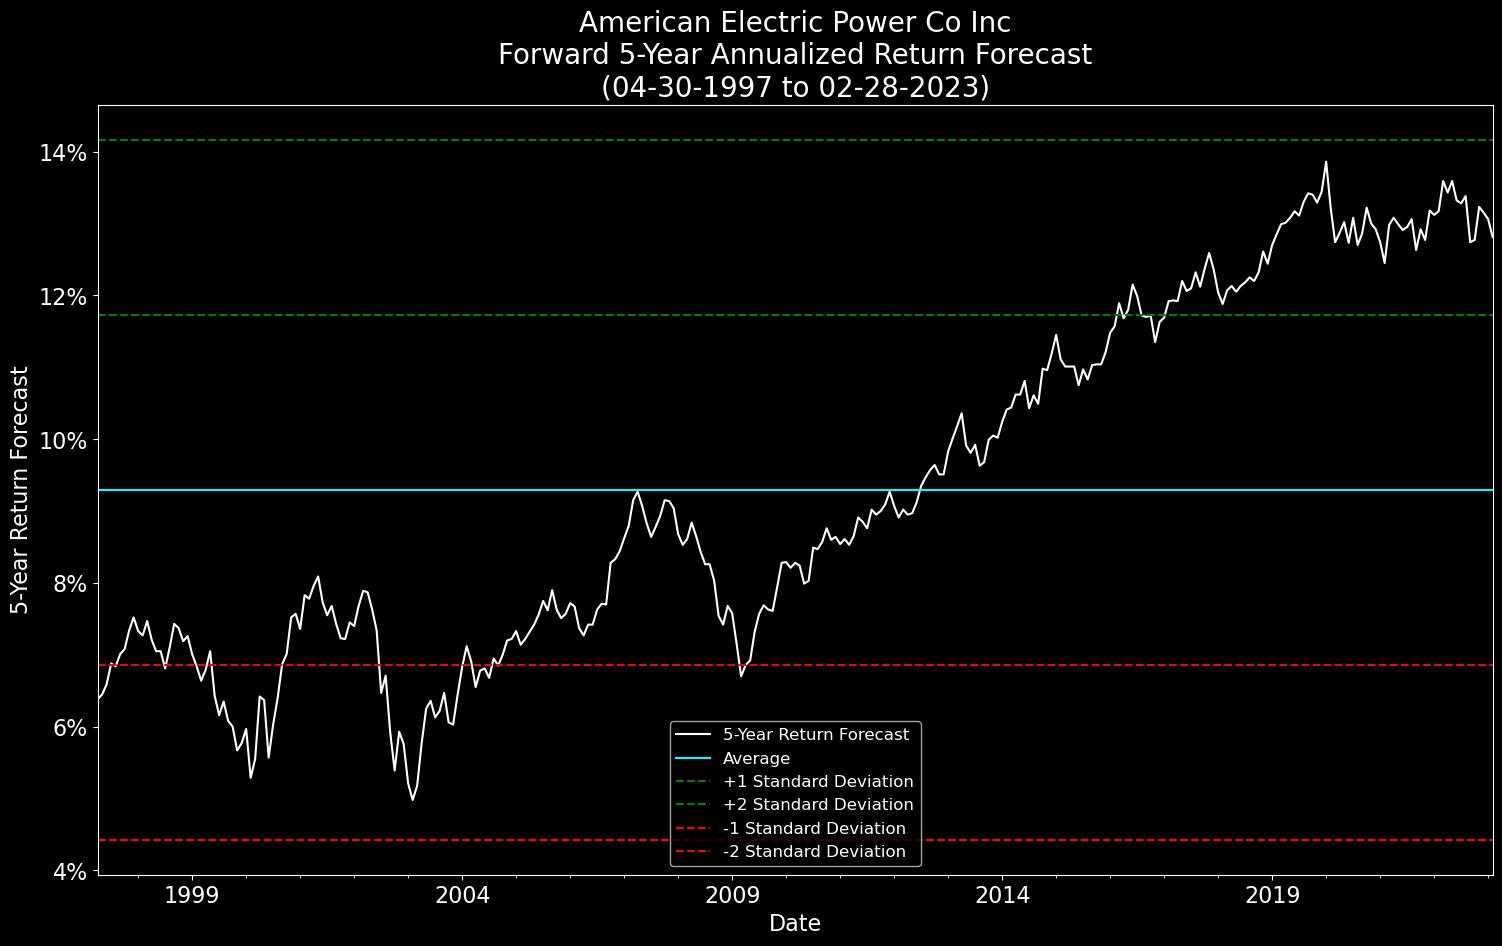 American Electric Power Co Inc
Forward 5-Year Annualized Return Forecast
(04-30-1997 to 02-28-2023)
14%
12%
10%
8%
6%
4%
5-Year Return Forecast
5-Year Return Forecast
Average
+1 Standard Deviation
+2 Standard Deviation
-1 Standard Deviation
-2 Standard Deviation
1999
2004
2009
2014
2019
Date